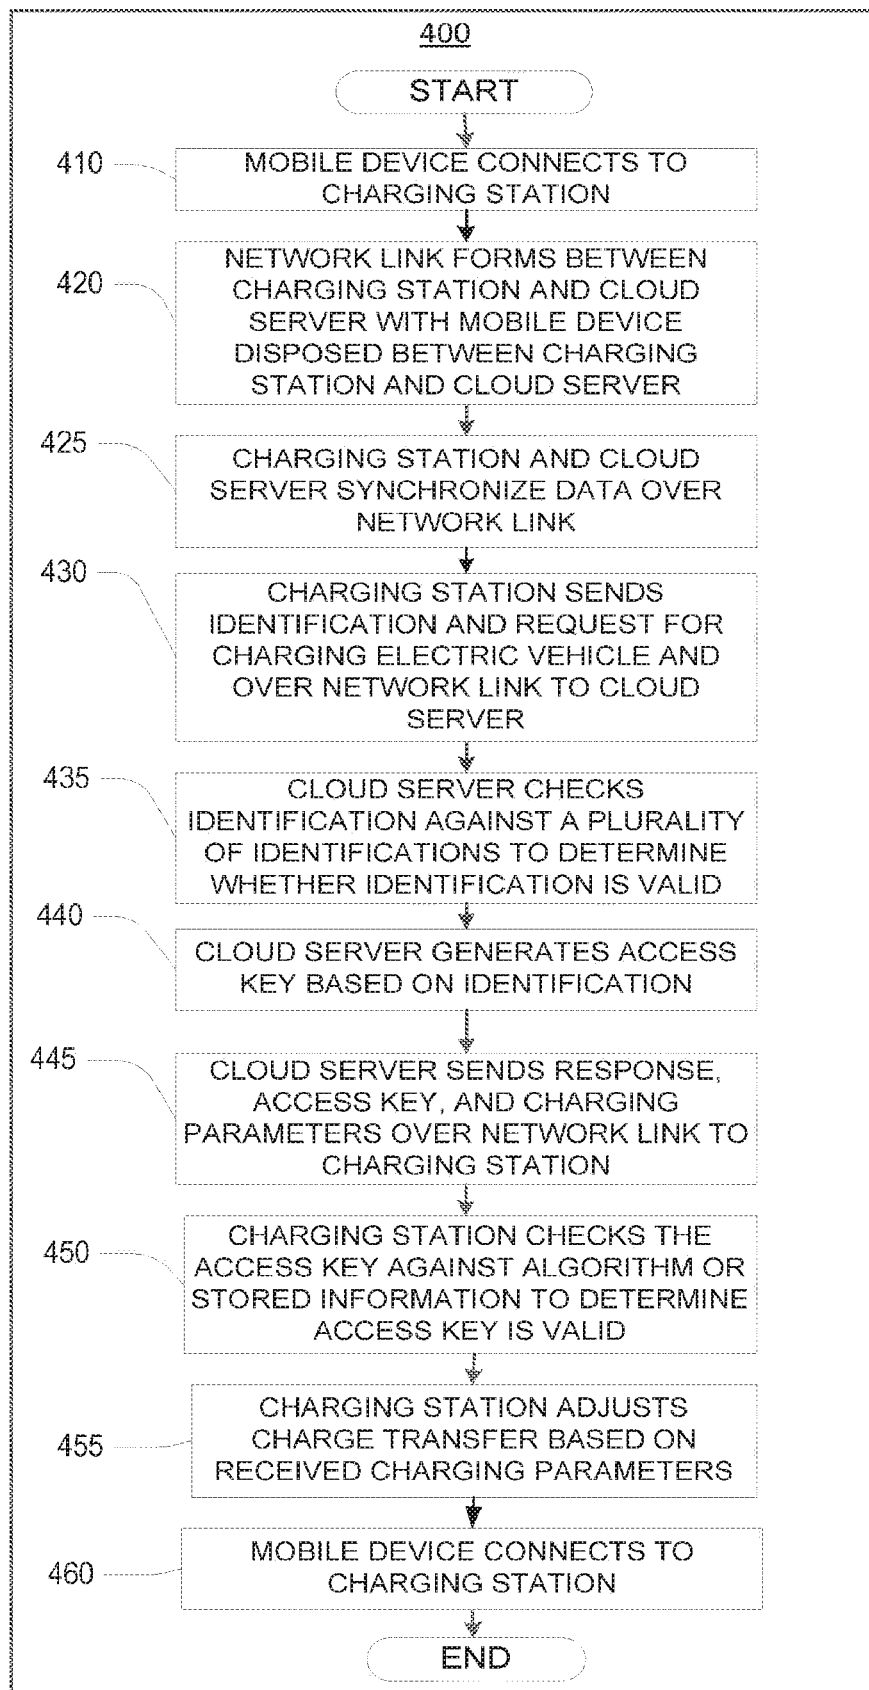 400
START
410
MOBILE DEVICE CONNECTS TO
CHARGING STATION
420
NETWORK LINK FORMS BETWEEN
CHARGING STATION AND CLOUD
SERVER WITH MOBILE DEVICE
DISPOSED BETWEEN CHARGING
STATION AND CLOUD SERVER
425
CHARGING STATION AND CLOUD
SERVER SYNCHRONIZE DATA OVER
NETWORK LINK
430
CHARGING STATION SENDS
IDENTIFICATION AND REQUEST FOR
CHARGING ELECTRIC VEHICLE AND
OVER NETWORK LINK TO CLOUD
SERVER
435
CLOUD SERVER CHECKS
IDENTIFICATION AGAINST A PLURALITY
OF IDENTIFICATIONS TO DETERMINE
WHETHER IDENTIFICATION IS VALID
440
CLOUD SERVER GENERATES ACCESS
KEY BASED ON IDENTIFICATION
445
CLOUD SERVER SENDS RESPONSE,
ACCESS KEY, AND CHARGING
PARAMETERS OVER NETWORK LINK TO
CHARGING STATION
450
CHARGING STATION CHECKS THE
ACCESS KEY AGAINST ALGORITHM OR
STORED INFORMATION TO DETERMINE
ACCESS KEY IS VALID
455
CHARGING STATION ADJUSTS
CHARGE TRANSFER BASED ON
RECEIVED CHARGING PARAMETERS
460
MOBILE DEVICE CONNECTS TO
CHARGING STATION
END